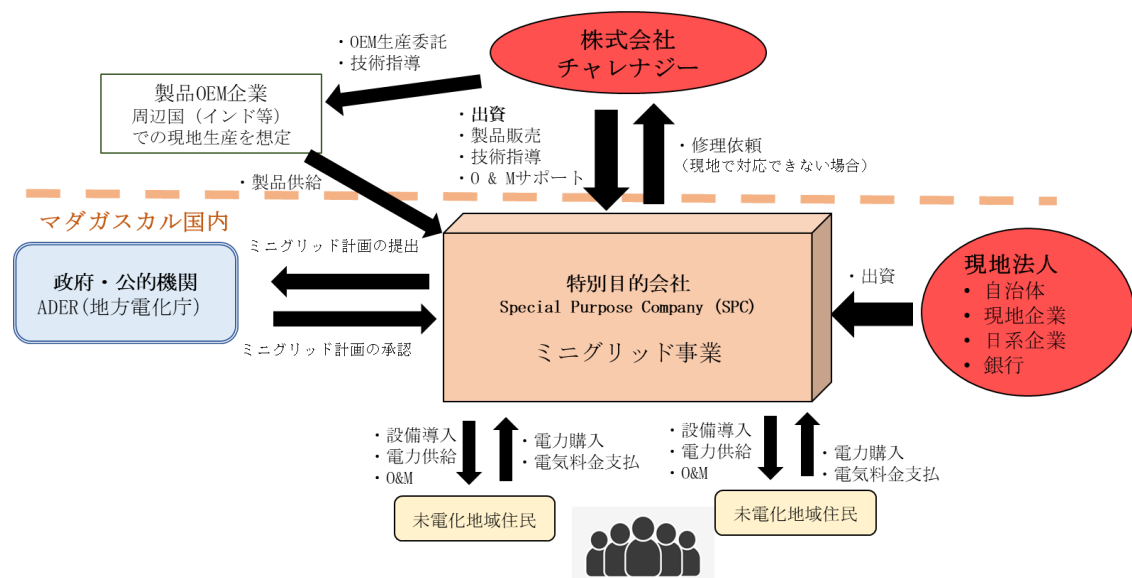 株式会社
チャレナジー
・OEM生産委託
・技術指導
製品OEM企業
周辺国（インド等）
での現地生産を想定
・出資
・製品販売
・技術指導
・O & Mサポート
・修理依頼
（現地で対応できない場合）
・製品供給
マダガスカル国内
政府・公的機関
ADER(地方電化庁)
ミニグリッド計画の提出
ミニグリッド計画の承認
特別目的会社
Special Purpose Company (SPC)
ミニグリッド事業
・出資
現地法人
• 自治体
• 現地企業
• 日系企業
• 銀行
・設備導入
・電力供給
・O&M
・電力購入
・電気料金支払
・設備導入
・電力供給
・O&M
・電力購入
・電気料金支払
未電化地域住民
未電化地域住民